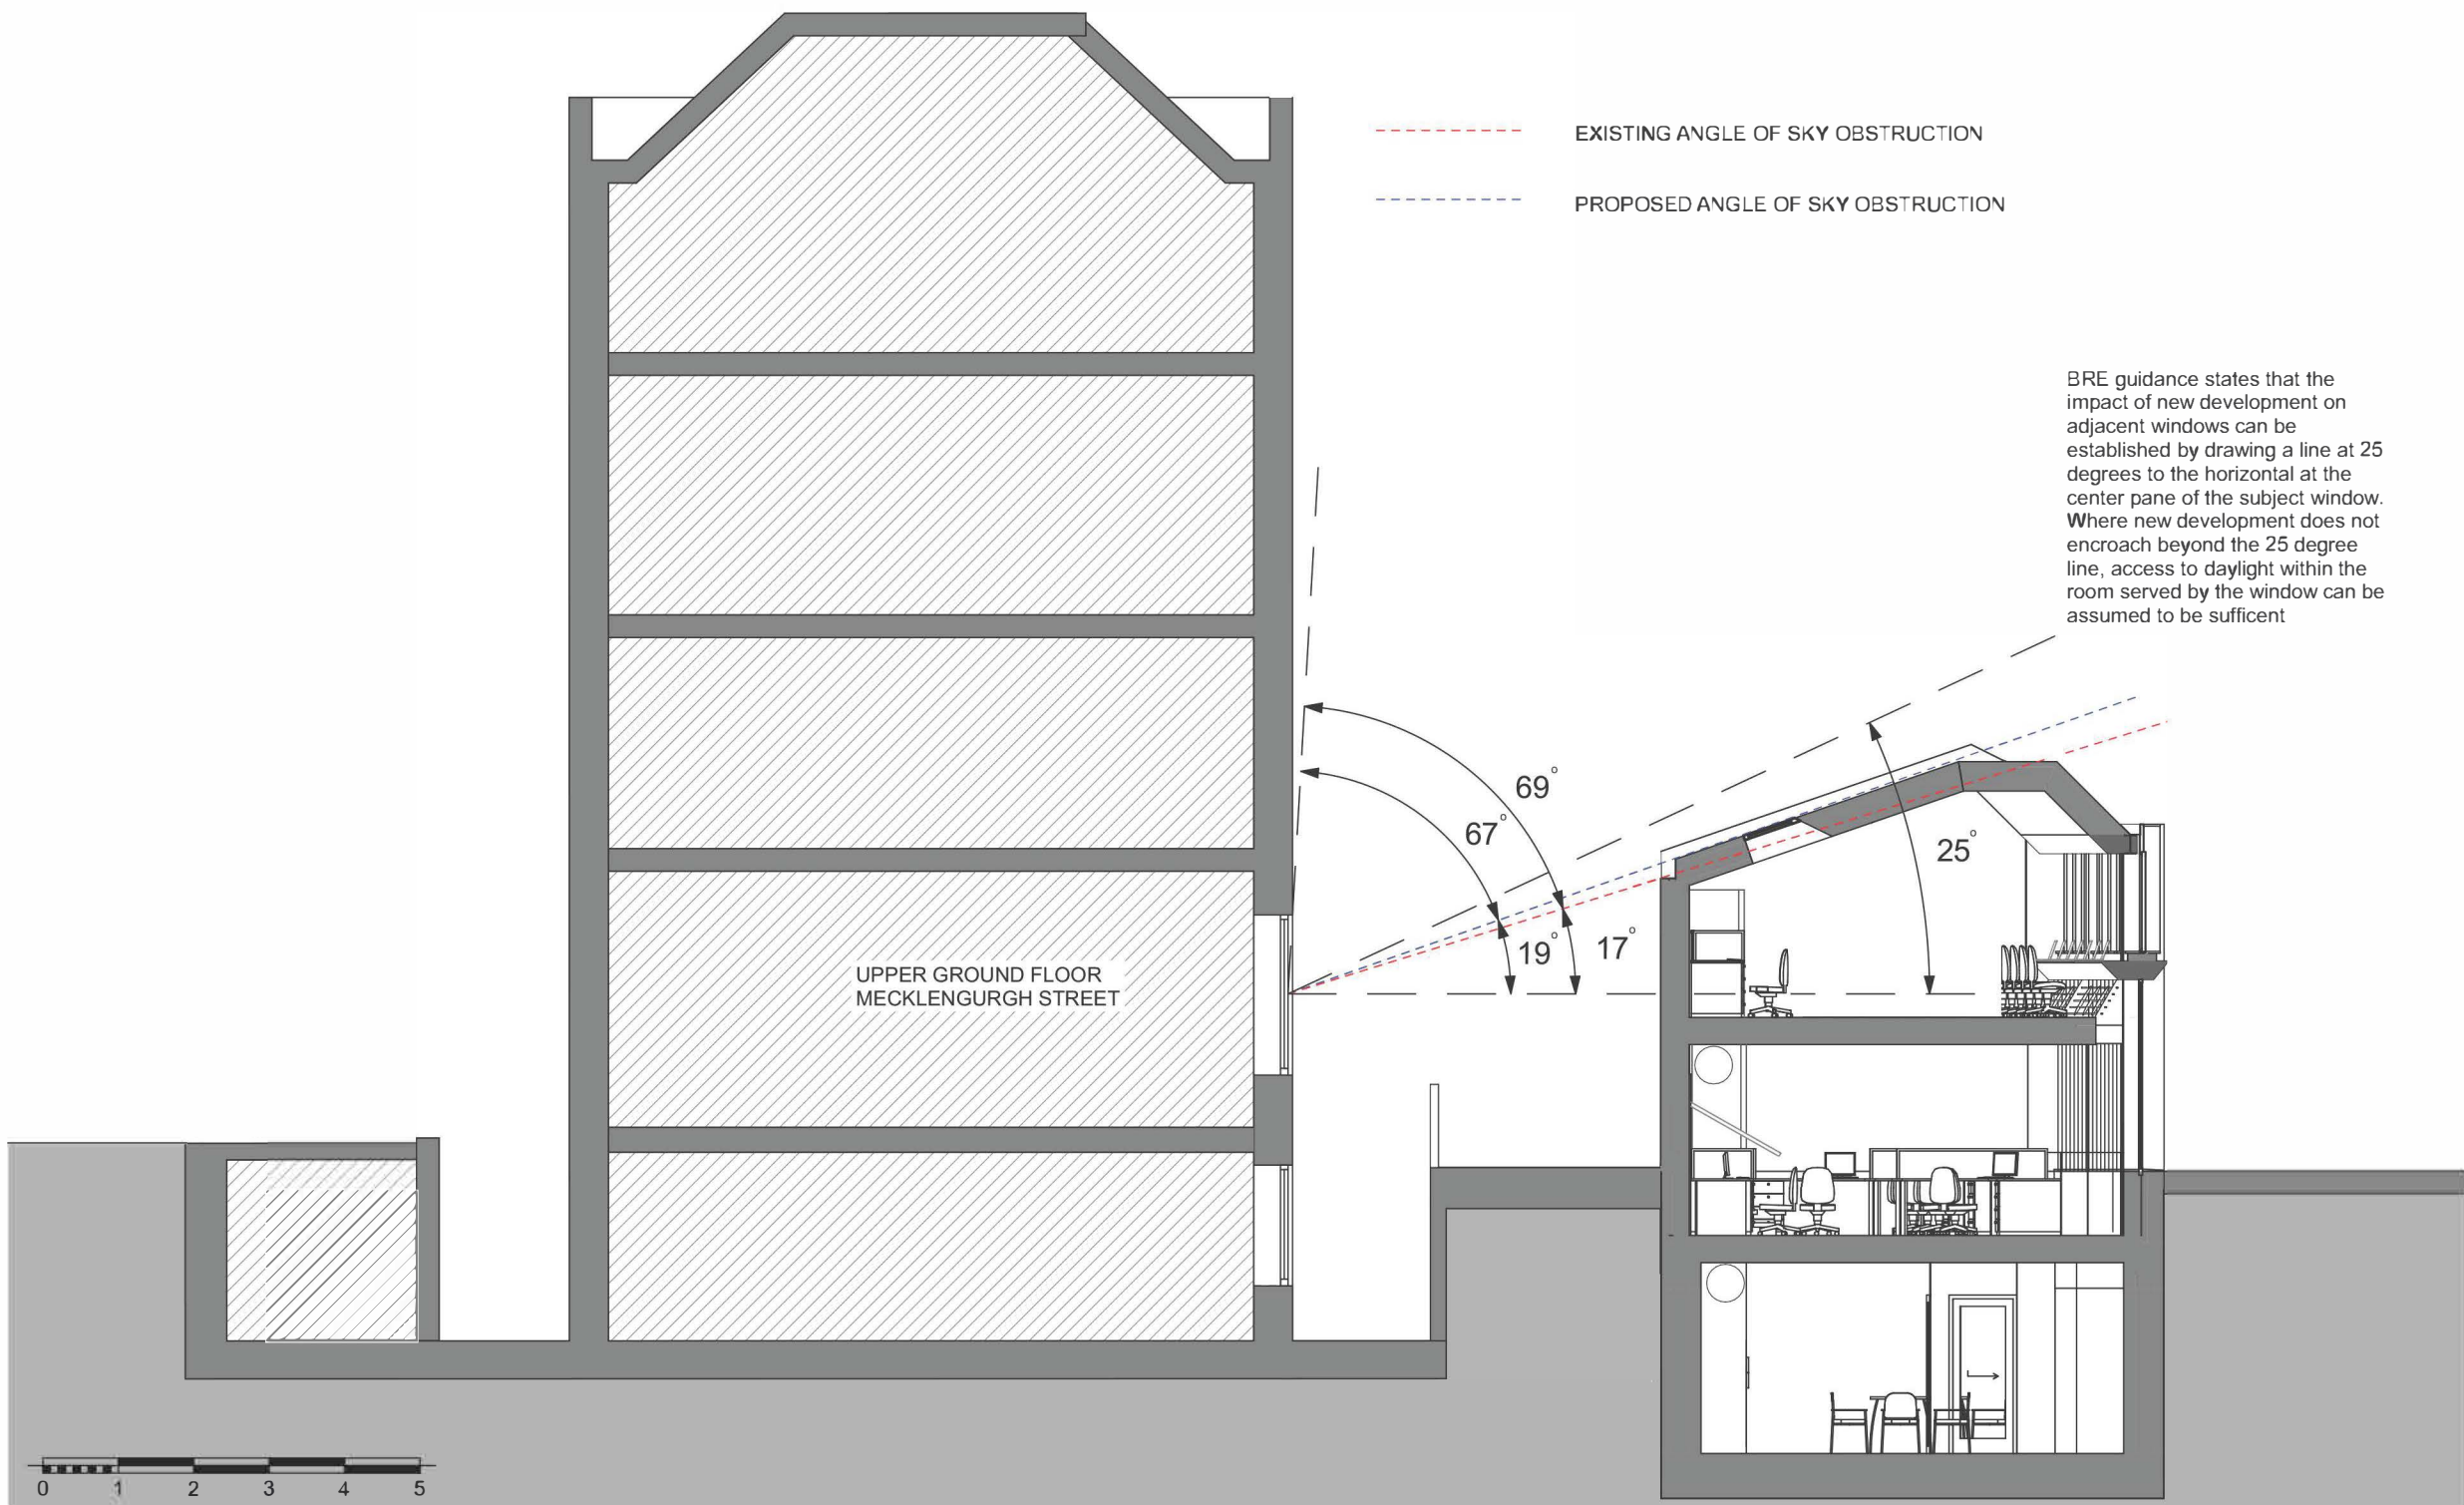 EXISTING ANGLE OF SKY OBSTRUCTION
PROPOSED ANGLE OF SKY OBSTRUCTION
BRE guidance states that the
impact of new development on
adjacent windows can be
established by drawing a line at 25
degrees to the horizontal at the
center pane of the subject window.
Where new development does not
encroach beyond the 25 degree
line, access to daylight within the
room served by the window can be
assumed to be sufficent
69°
67°
25°
19°
17°
UPPER GROUND FLOOR
MECKLENGURGH STREET
0 1 2 3 4 5